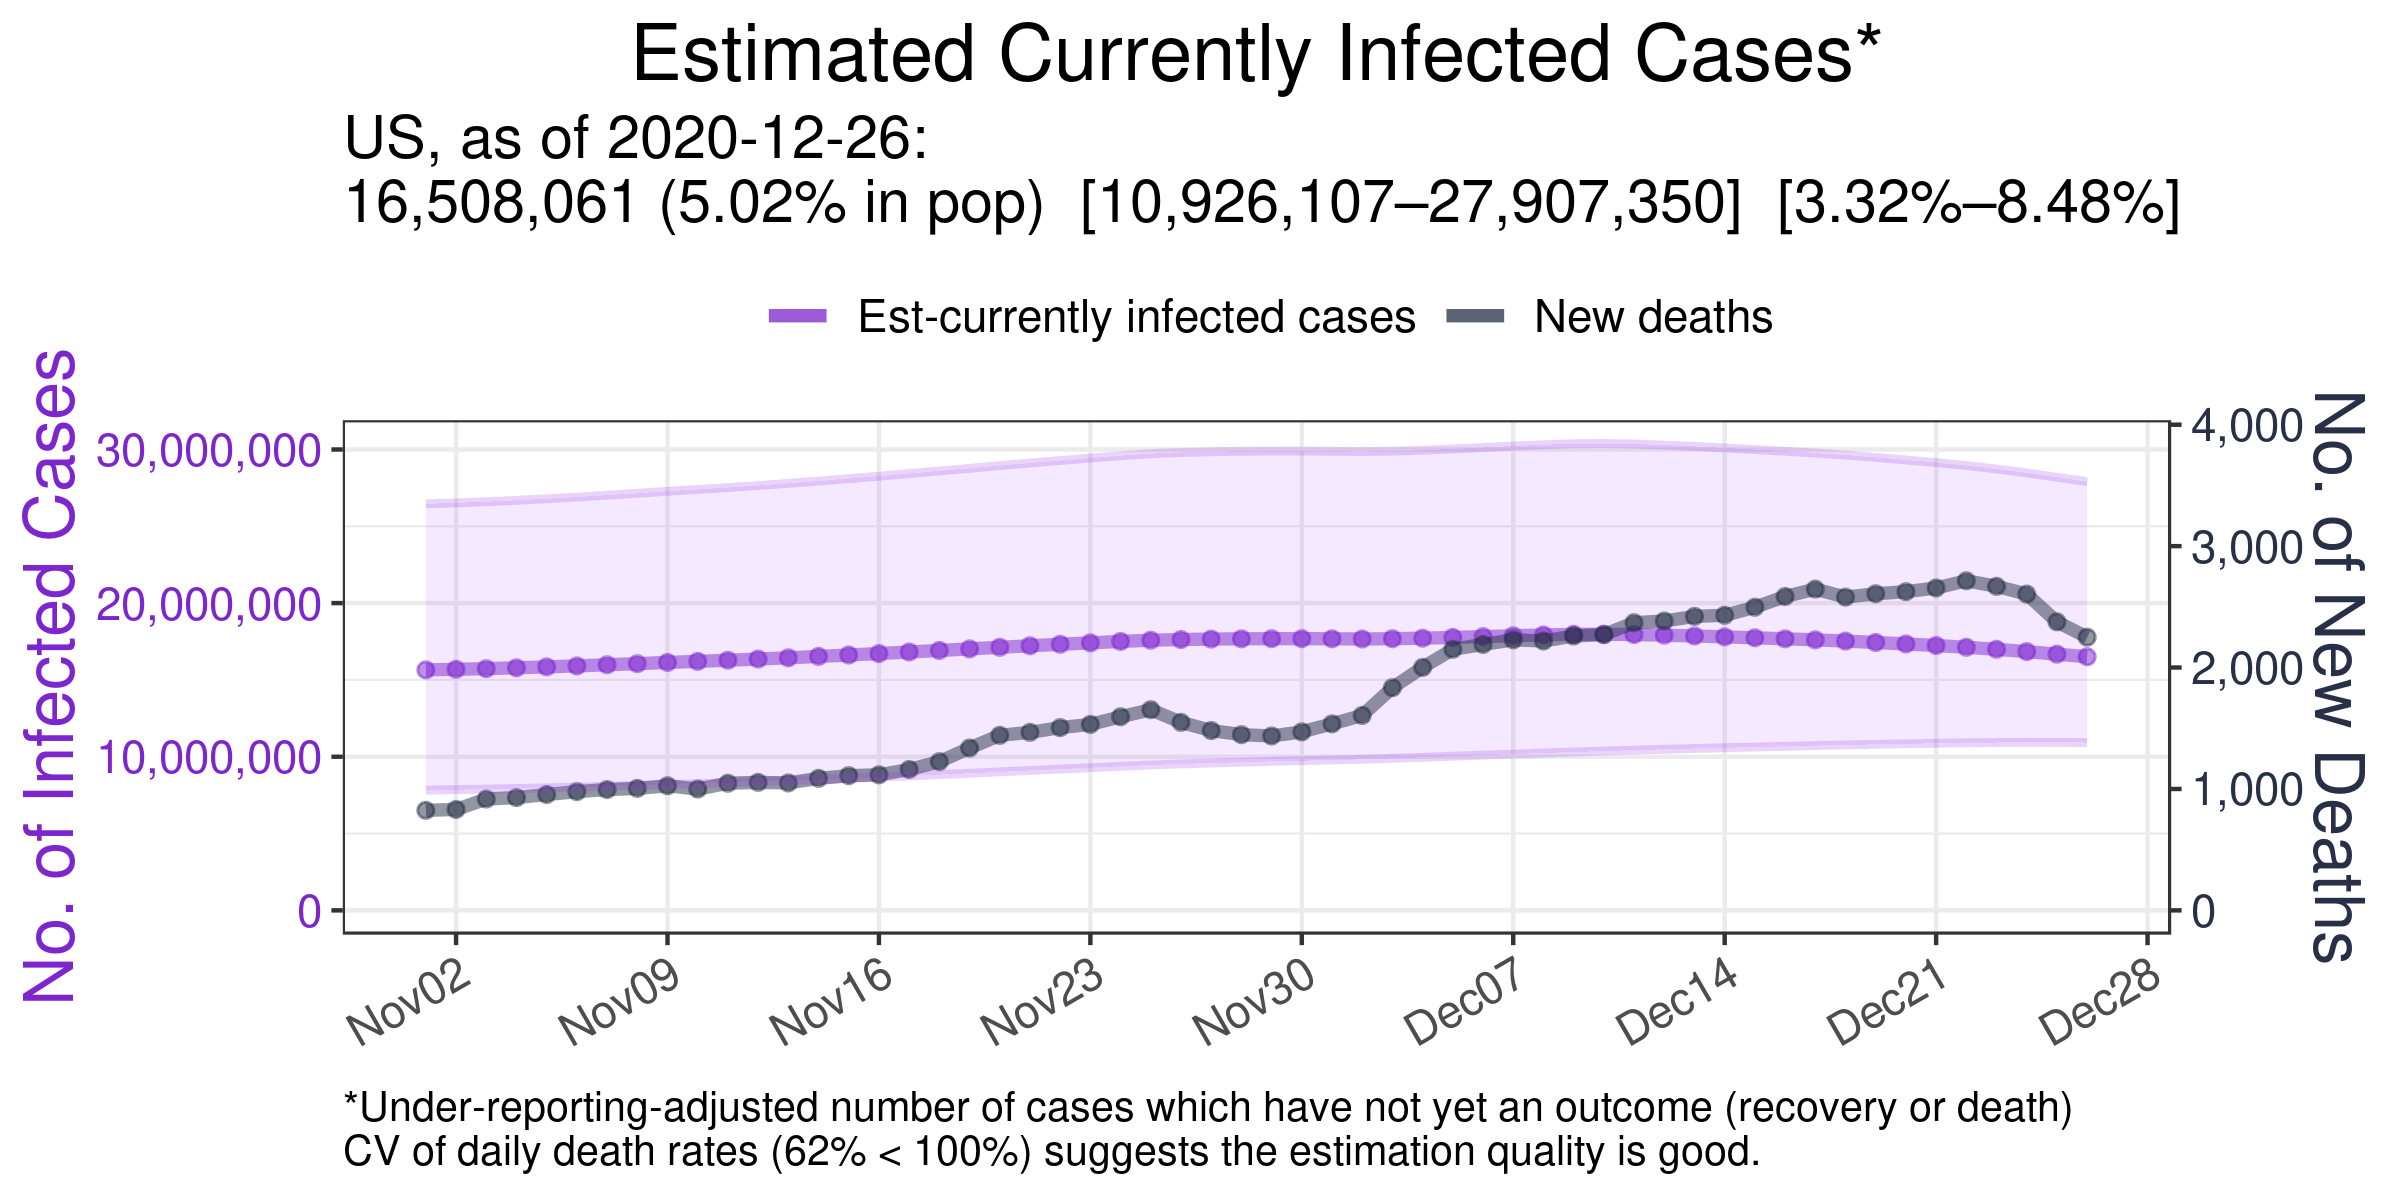 Estimated Currently Infected Cases*
US, as of 2020-12-26:
16,508,061 (5.02% in pop)  [10,926,107–27,907,350]  [3.32%–8.48%]
Est-currently infected cases
New deaths
No. of Infected Cases
30,000,000
20,000,000
10,000,000
0
4,000
3,000
2,000
1,000
0
No. of New Deaths
Nov02
Nov09
Nov16
Nov23
Nov30
Dec07
Dec14
Dec21
Dec28
*Under-reporting-adjusted number of cases which have not yet an outcome (recovery or death)
CV of daily death rates (62% < 100%) suggests the estimation quality is good.